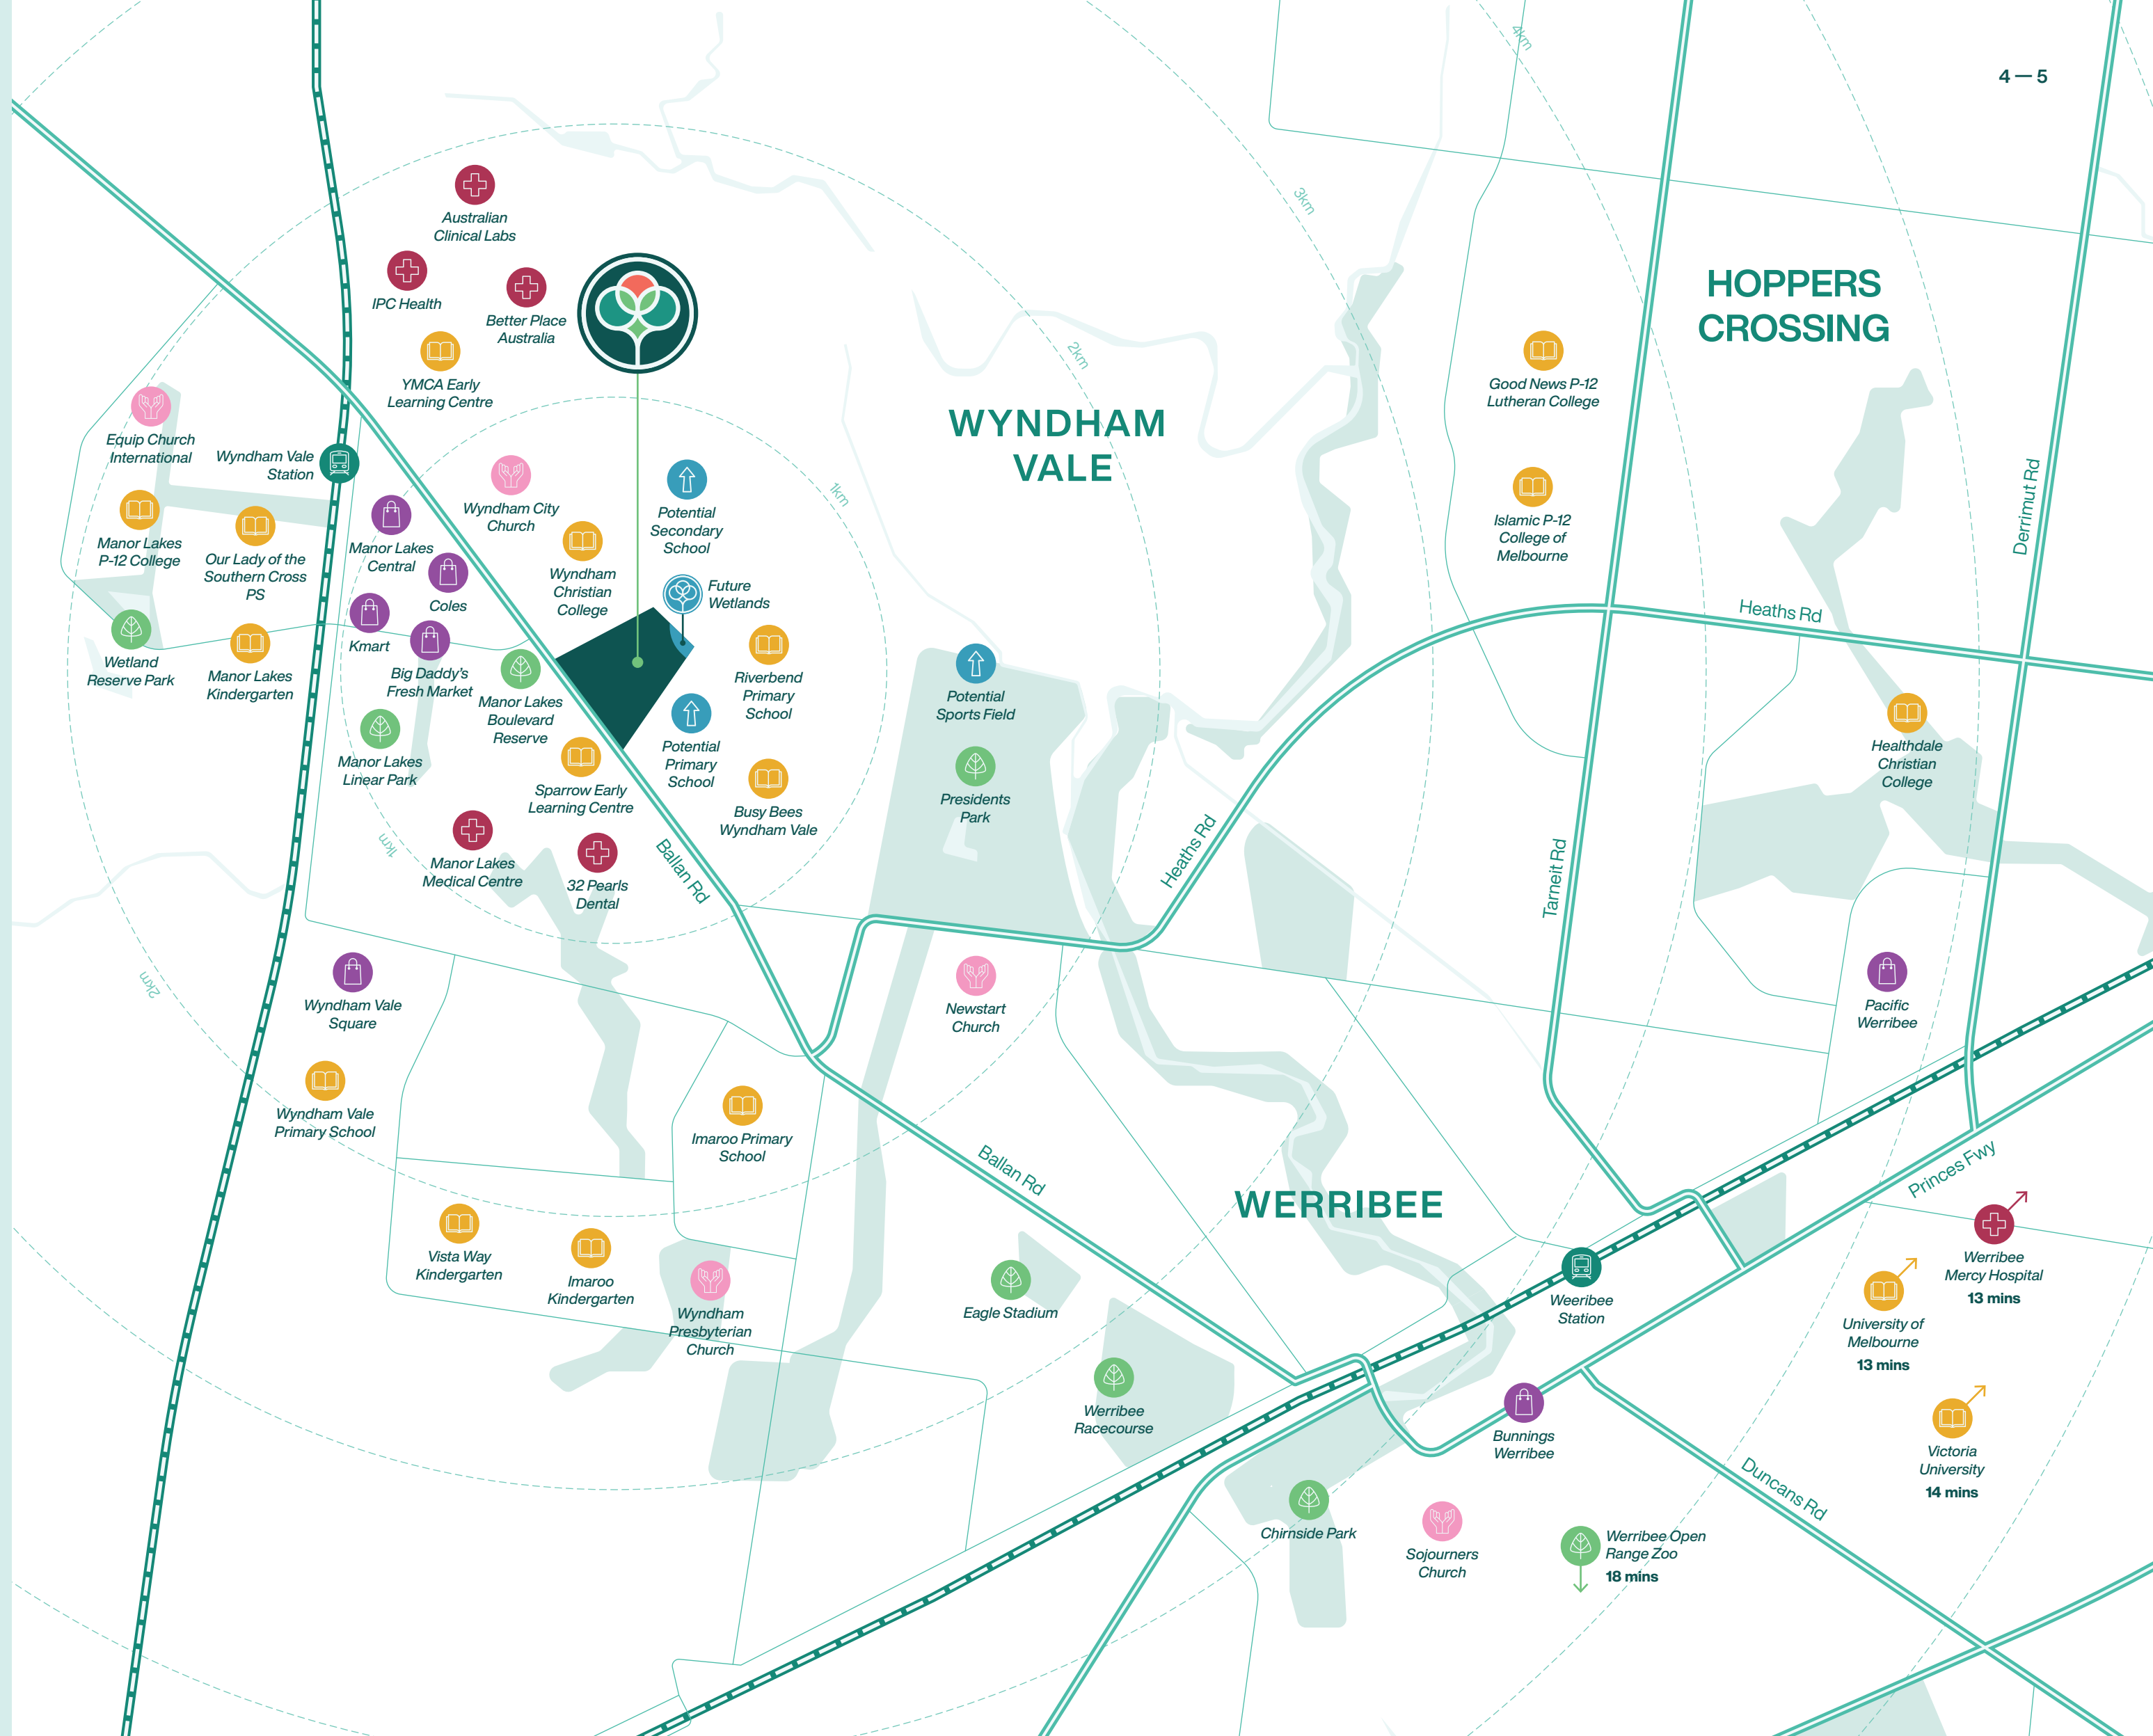 4 — 5
4km
3km
2km
1km
1km
2km
Australian
Clinical Labs
IPC Health
Better Place
Australia
YMCA Early
Learning Centre
HOPPERS
CROSSING
WYNDHAM
VALE
Good News P-12
Lutheran College
Islamic P-12
College of
Melbourne
Equip Church
International
Wyndham Vale
Station
Manor Lakes
P-12 College
Our Lady of the
Southern Cross
PS
Manor Lakes
Central
Wyndham City
Church
Coles
Kmart
Wyndham
Christian
College
Potential
Secondary
School
Future
Wetlands
Wetland
Reserve Park
Manor Lakes
Kindergarten
Big Daddy's
Fresh Market
Manor Lakes
Boulevard
Reserve
Riverbend
Primary
School
Manor Lakes
Linear Park
Potential
Primary
School
Sparrow Early
Learning Centre
Busy Bees
Wyndham Vale
Manor Lakes
Medical Centre
32 Pearls
Dental
Ballan Rd
Potential
Sports Field
Presidents
Park
Heaths Rd
Heaths Rd
Derrimut Rd
Tarneit Rd
Healthdale
Christian
College
Pacific
Werribee
Wyndham Vale
Square
Newstart
Church
Wyndham Vale
Primary School
Imaroo Primary
School
Ballan Rd
WERRIBEE
Princes Fwy
Vista Way
Kindergarten
Imaroo
Kindergarten
Wyndham
Presbyterian
Church
Eagle Stadium
Weeribee
Station
Werribee
Mercy Hospital
13 mins
University of
Melbourne
13 mins
Werribee
Racecourse
Bunnings
Werribee
Victoria
University
14 mins
Duncans Rd
Chirnside Park
Sojourners
Church
Werribee Open
Range Zoo
18 mins